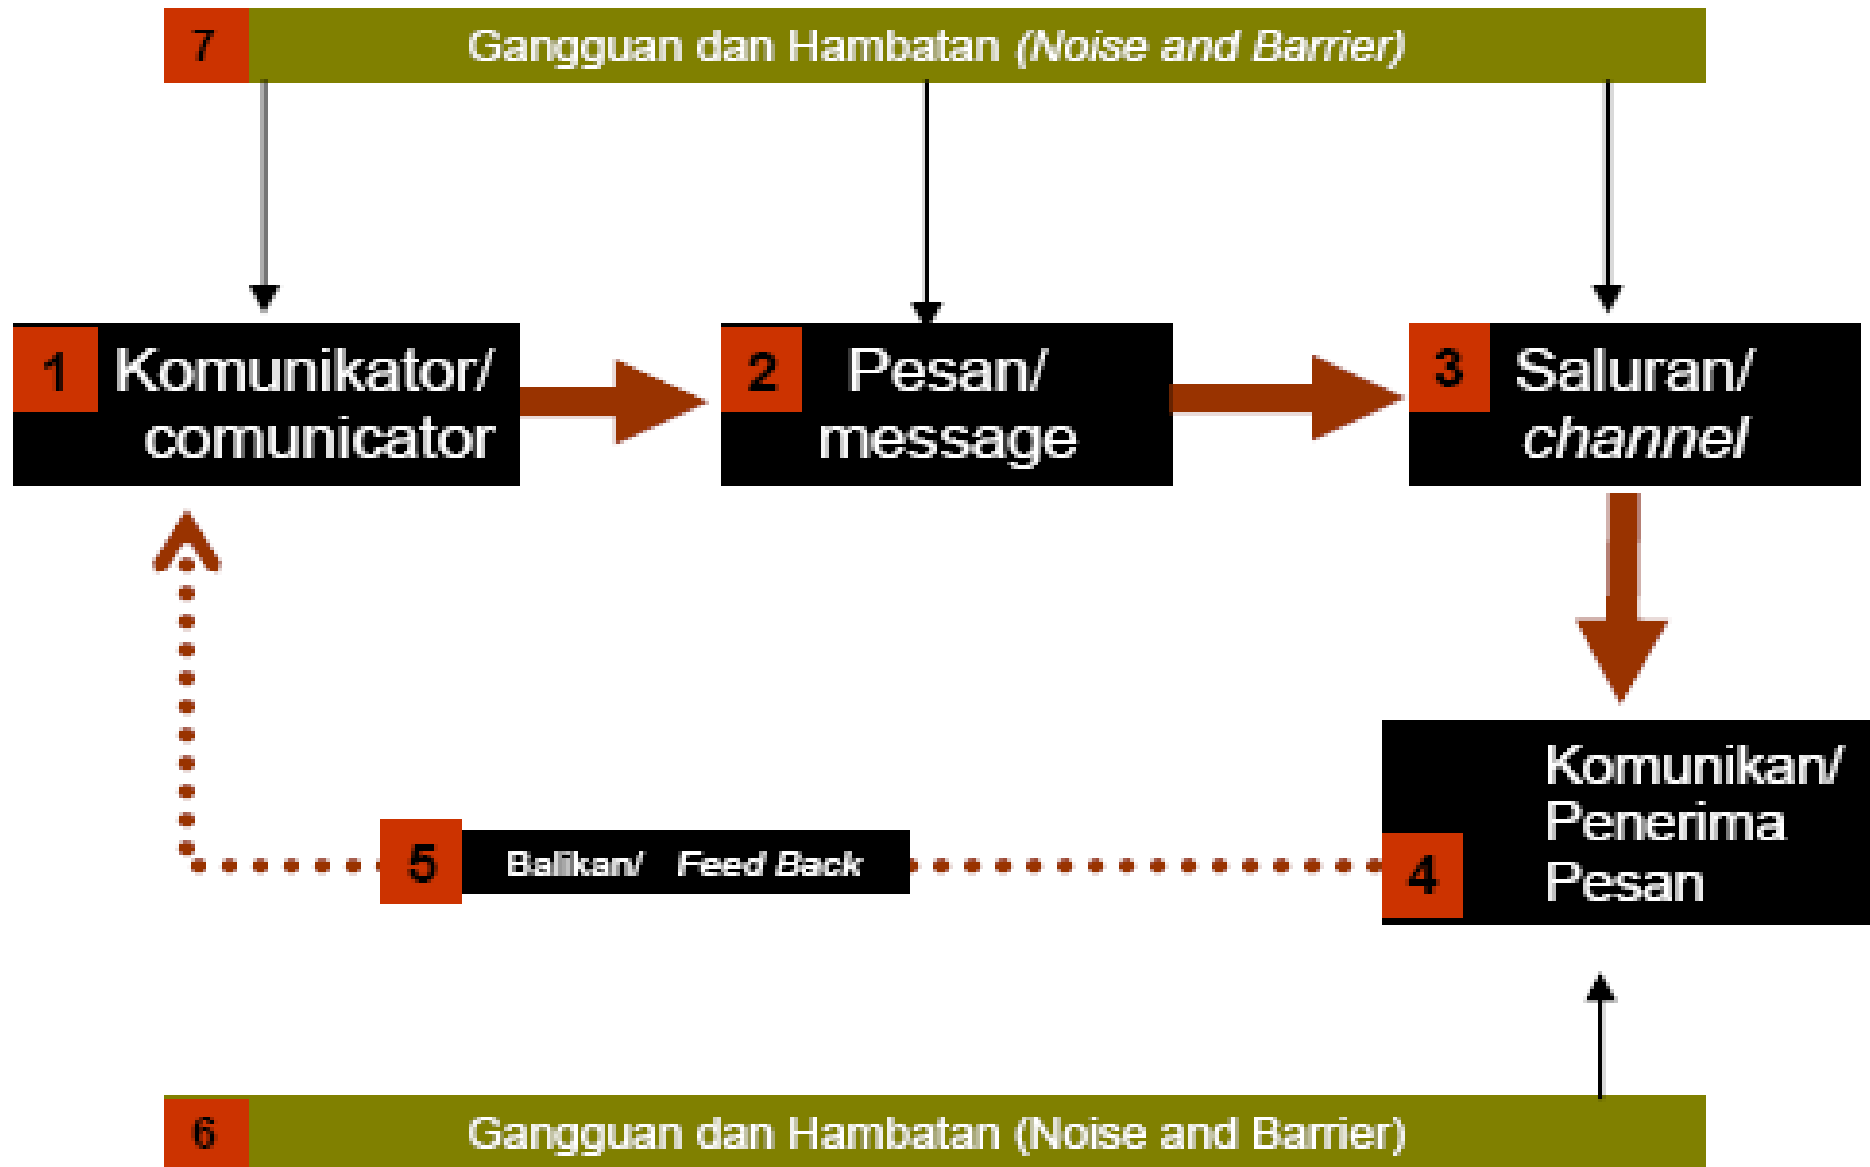 7 Gangguan dan Hambatan (Noise and Barrier)
1 Komunikator/
comunicator
2 Pesan/
message
3 Saluran/
channel
Komunikan/
Penerima
4 Pesan
5 Balikan/ Feed Back
6 Gangguan dan Hambatan (Noise and Barrier)